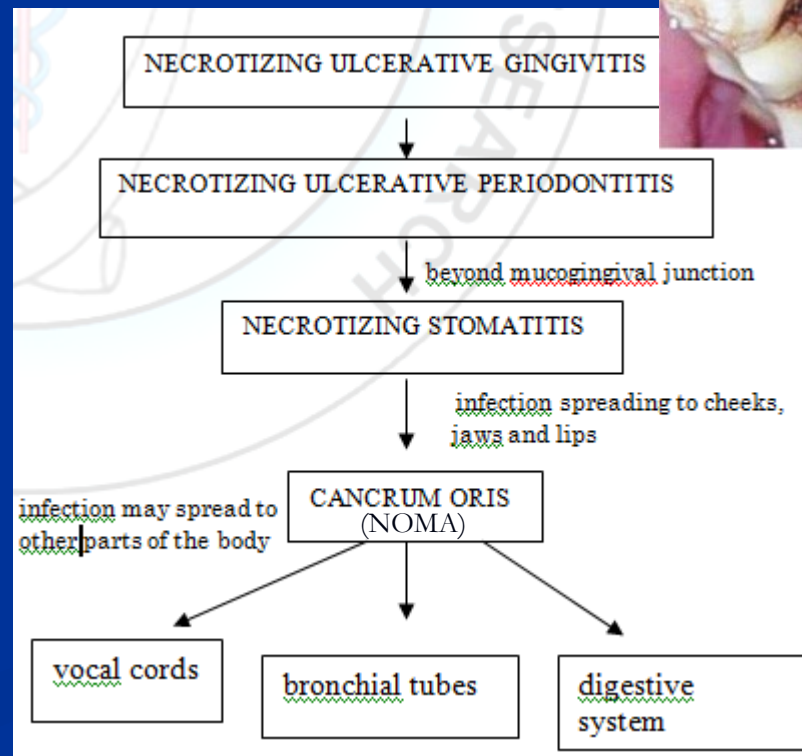 NECROTIZING ULCERATIVE GINGIVITIS
NECROTIZING ULCERATIVE PERIODONTITIS
beyond mucogingival junction
NECROTIZING STOMATITIS
infection spreading to cheeks,
jaws and lips
CANCRUM ORIS
(NOMA)
infection may spread to
other parts of the body
vocal cords
bronchial tubes
digestive
system
SEARCH